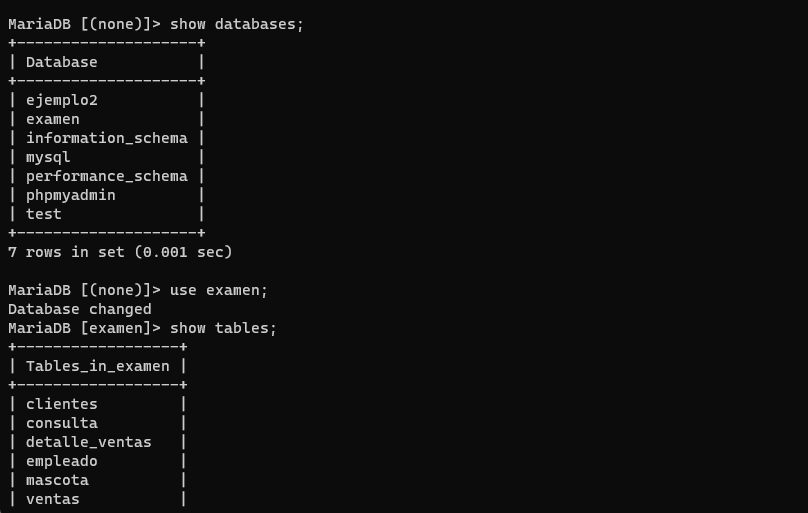 MariaDB [(none)]> show databases;
+--------------------+
| Database           |
+--------------------+
| ejemplo2           |
| examen             |
| information_schema |
| mysql              |
| performance_schema |
| phpmyadmin         |
| test               |
+--------------------+
7 rows in set (0.001 sec)
MariaDB [(none)]> use examen;
Database changed
MariaDB [examen]> show tables;
+------------------+
| Tables_in_examen |
+------------------+
| clientes         |
| consulta         |
| detalle_ventas   |
| empleado         |
| mascota          |
| ventas           |